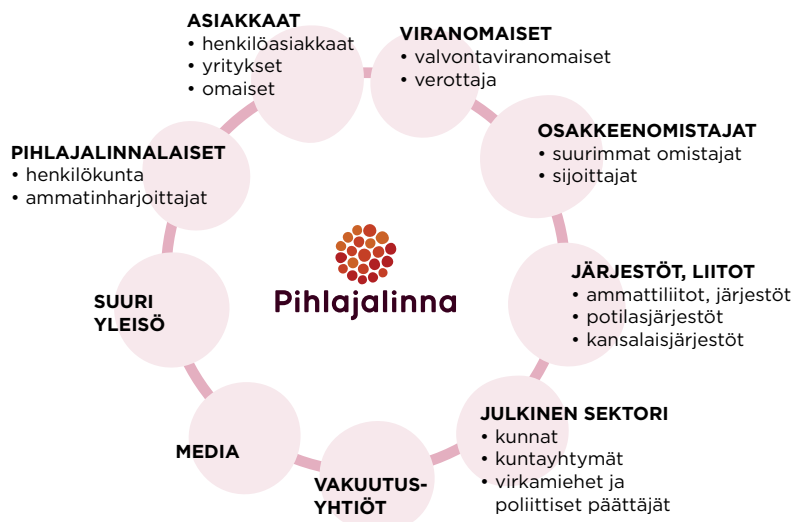 ASIAKKAAT
• henkilöasiakkaat
• yritykset
• omaiset
VIRANOMAISET
• valvontaviranomaiset
• verottaja
OSAKKEENOMISTAJAT
• suurimmat omistajat
• sijoittajat
PIHLAJALINNALAISET
• henkilökunta
• ammatinharjoittajat
Pihlajalinna
JÄRJESTÖT, LIITOT
• ammattiliitot, järjestöt
• potilasjärjestöt
• kansalaisjärjestöt
SUURI
YLEISÖ
JULKINEN SEKTORI
• kunnat
• kuntayhtymät
• virkamiehet ja
poliittiset päättäjät
MEDIA
VAKUUTUS-
YHTIÖT